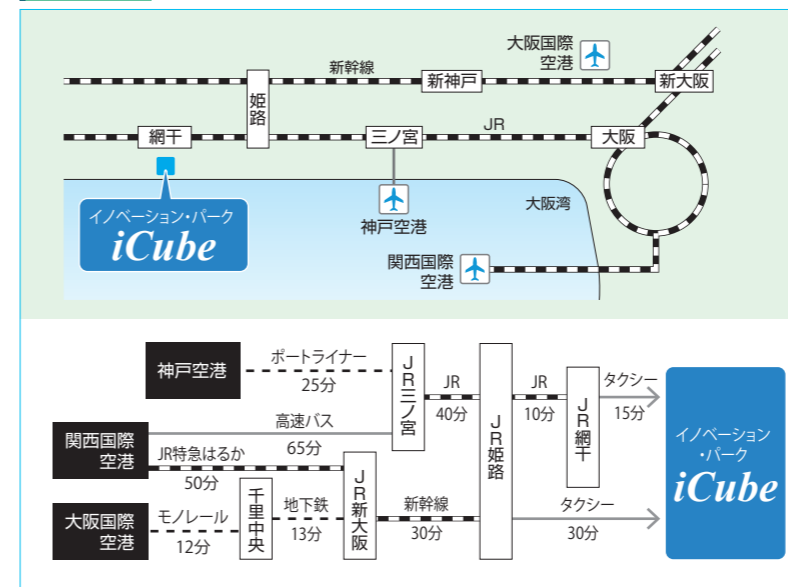 大阪国際
空港
新幹線
新神戸
新大阪
姫路
網干
三ノ宮
JR
大阪
イノベーション・パーク
iCube
神戸空港
大阪湾
関西国際
空港
神戸空港
ポートライナー
25分
JR三ノ宮
JR
40分
JR姫路
JR
10分
JR網干
タクシー
15分
関西国際
空港
高速バス
65分
JR特急はるか
50分
大阪国際
空港
モノレール
12分
千里中央
地下鉄
13分
JR新大阪
新幹線
30分
タクシー
30分
イノベーション
・パーク
iCube